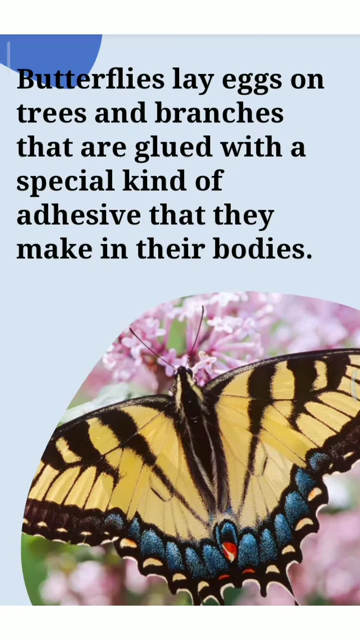 Butterflies lay eggs on
trees and branches
that are glued with a
special kind of
adhesive that they
make in their bodies.